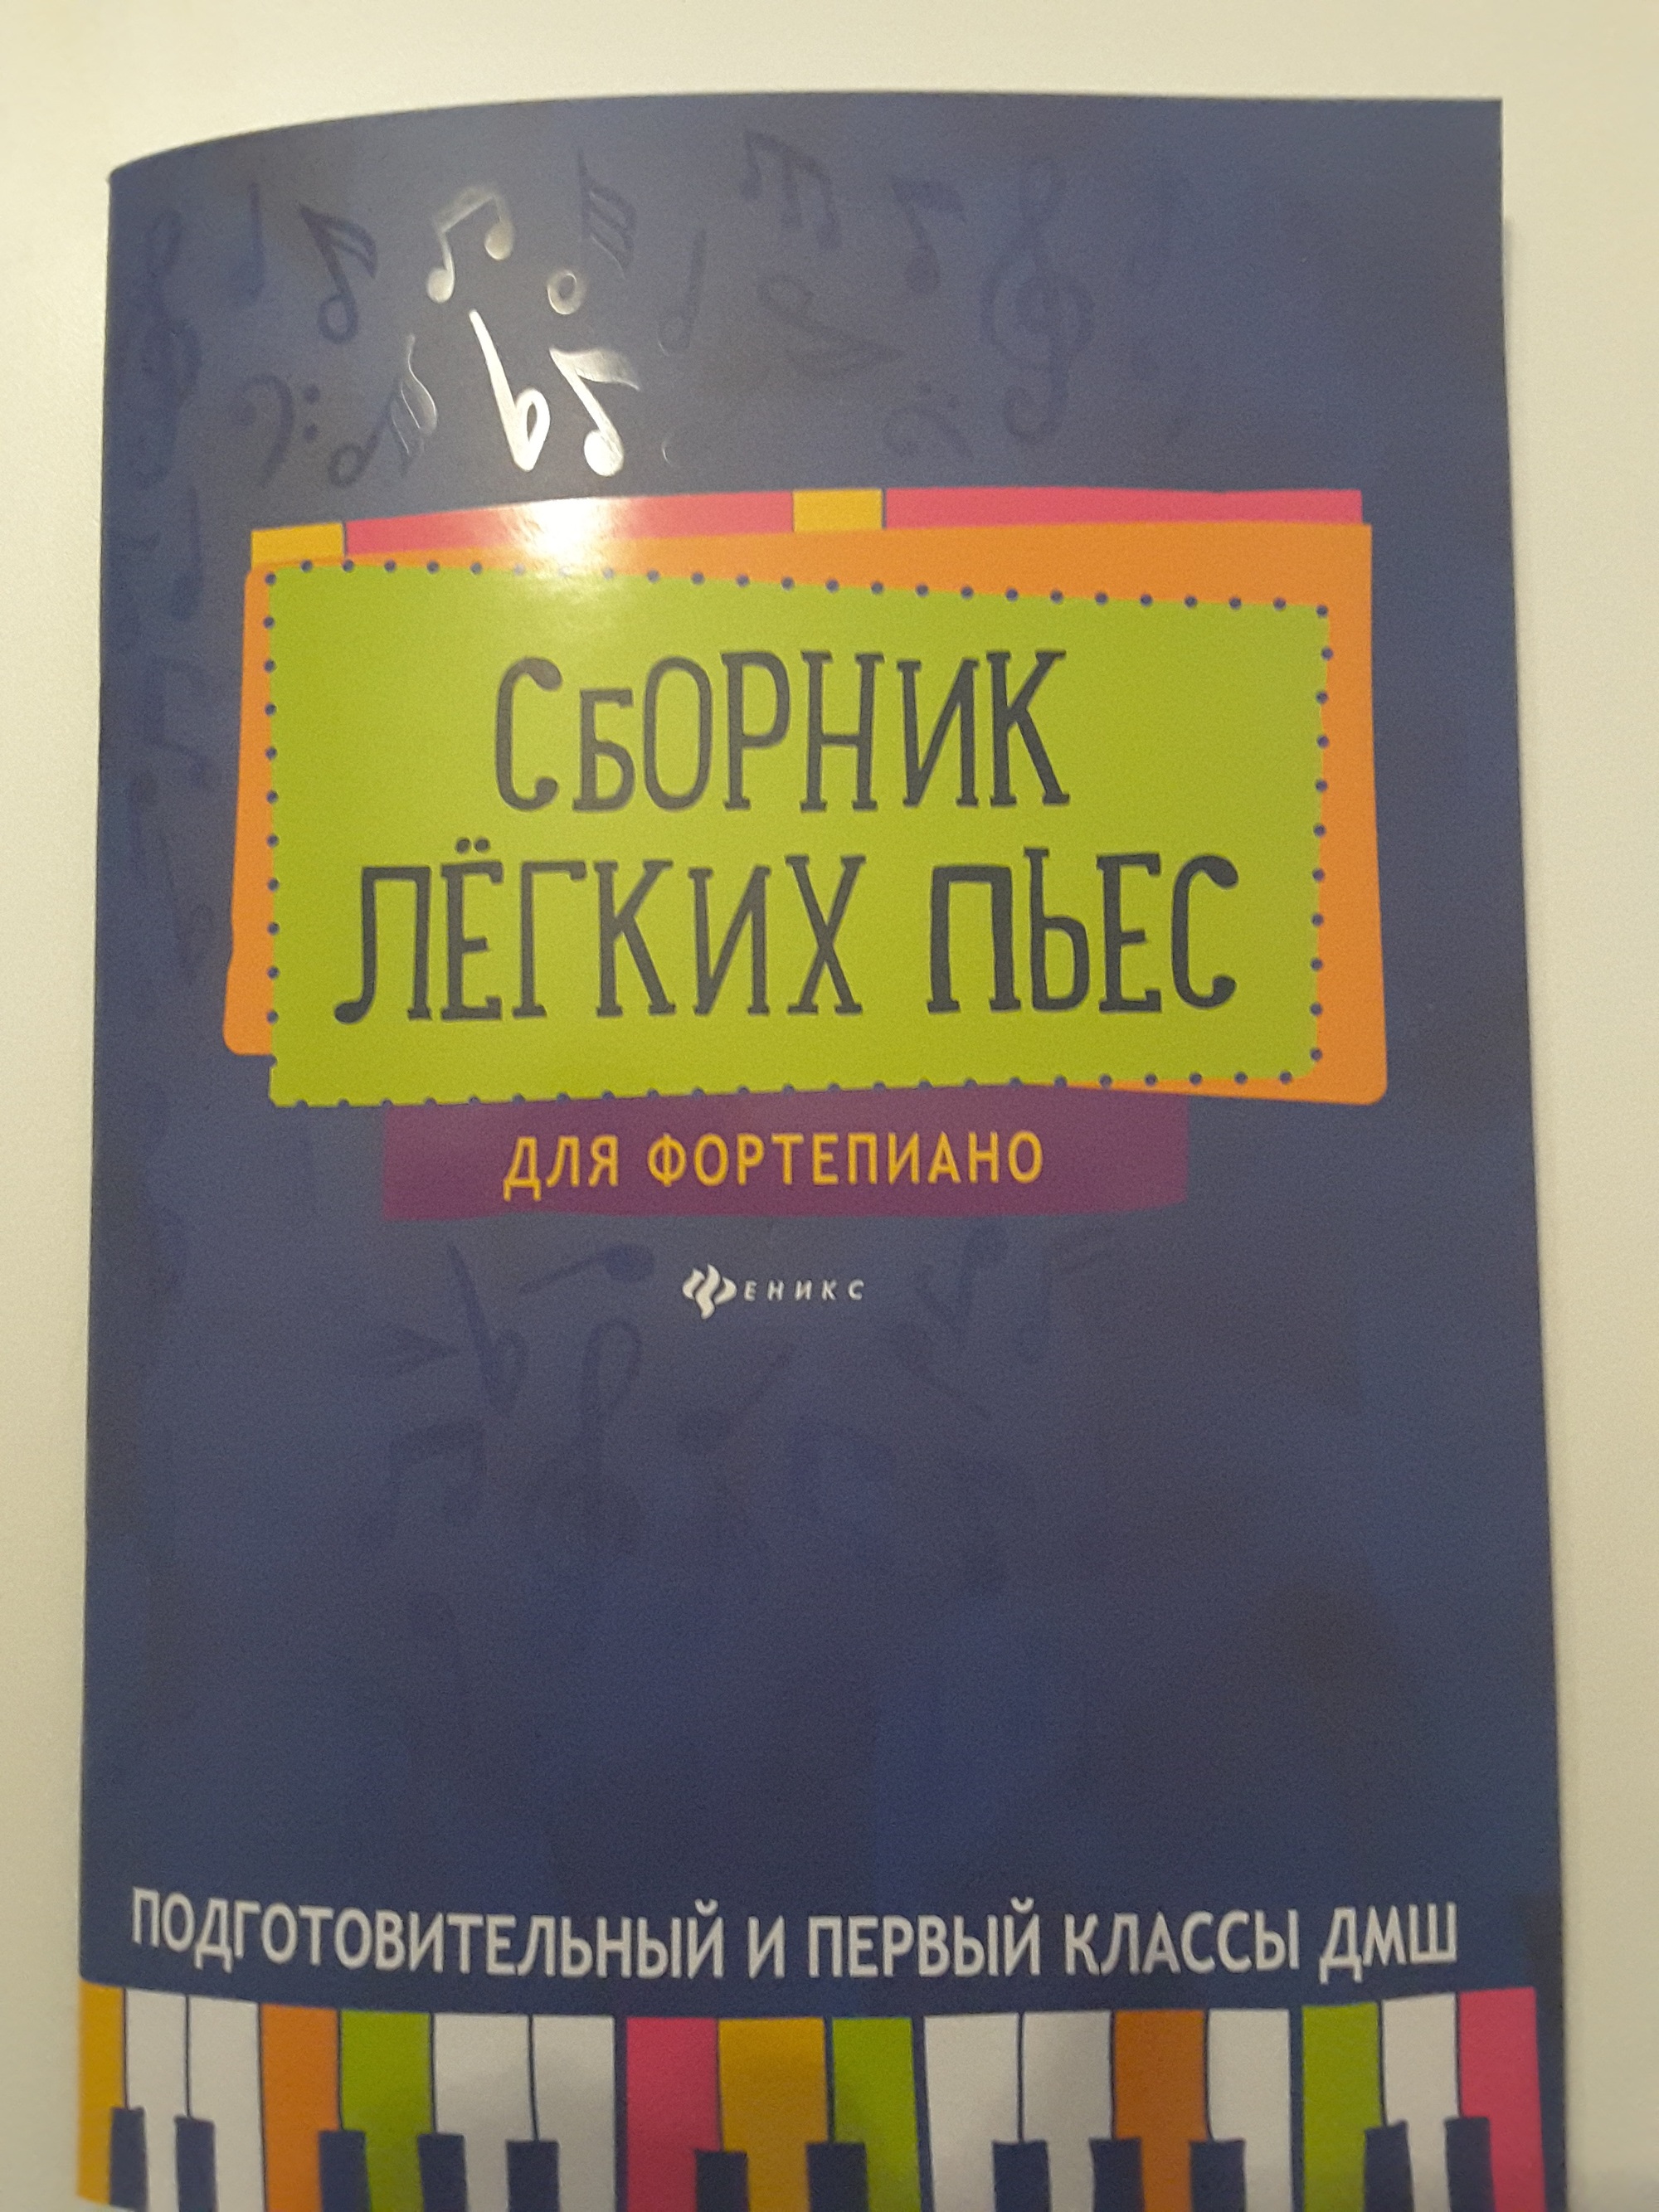 СБОРНИК
ЛЁГКИХ ПЬЕС
ДЛЯ ФОРТЕПИАНО
ФЕНИКС
ПОДГОТОВИТЕЛЬНЫЙ И ПЕРВЫЙ КЛАССЫ ДМШ